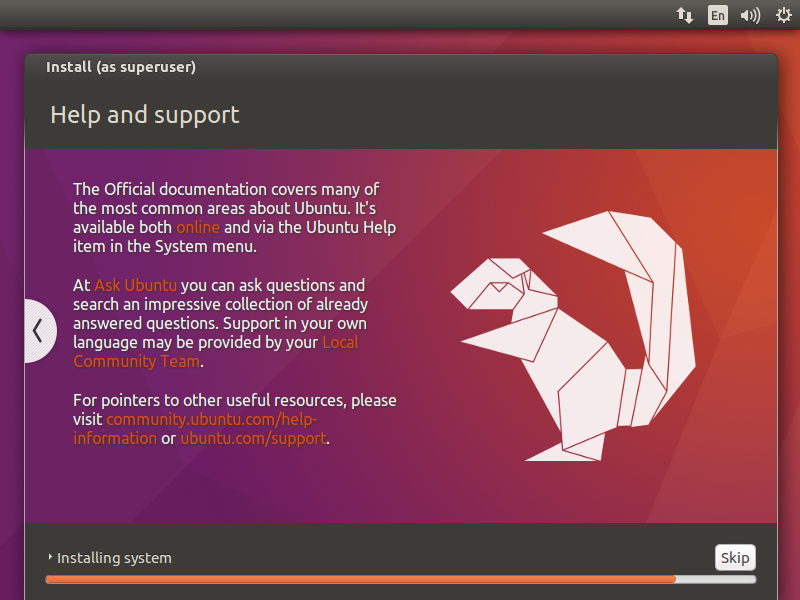 En
Install (as superuser)
Help and support
The Official documentation covers many of
the most common areas about Ubuntu. It's
available both online and via the Ubuntu Help
item in the System menu.
At Ask Ubuntu you can ask questions and
search an impressive collection of already
answered questions. Support in your own
language may be provided by your Local
Community Team.
For pointers to other useful resources, please
visit community.ubuntu.com/help-
information or ubuntu.com/support.
Installing system
Skip